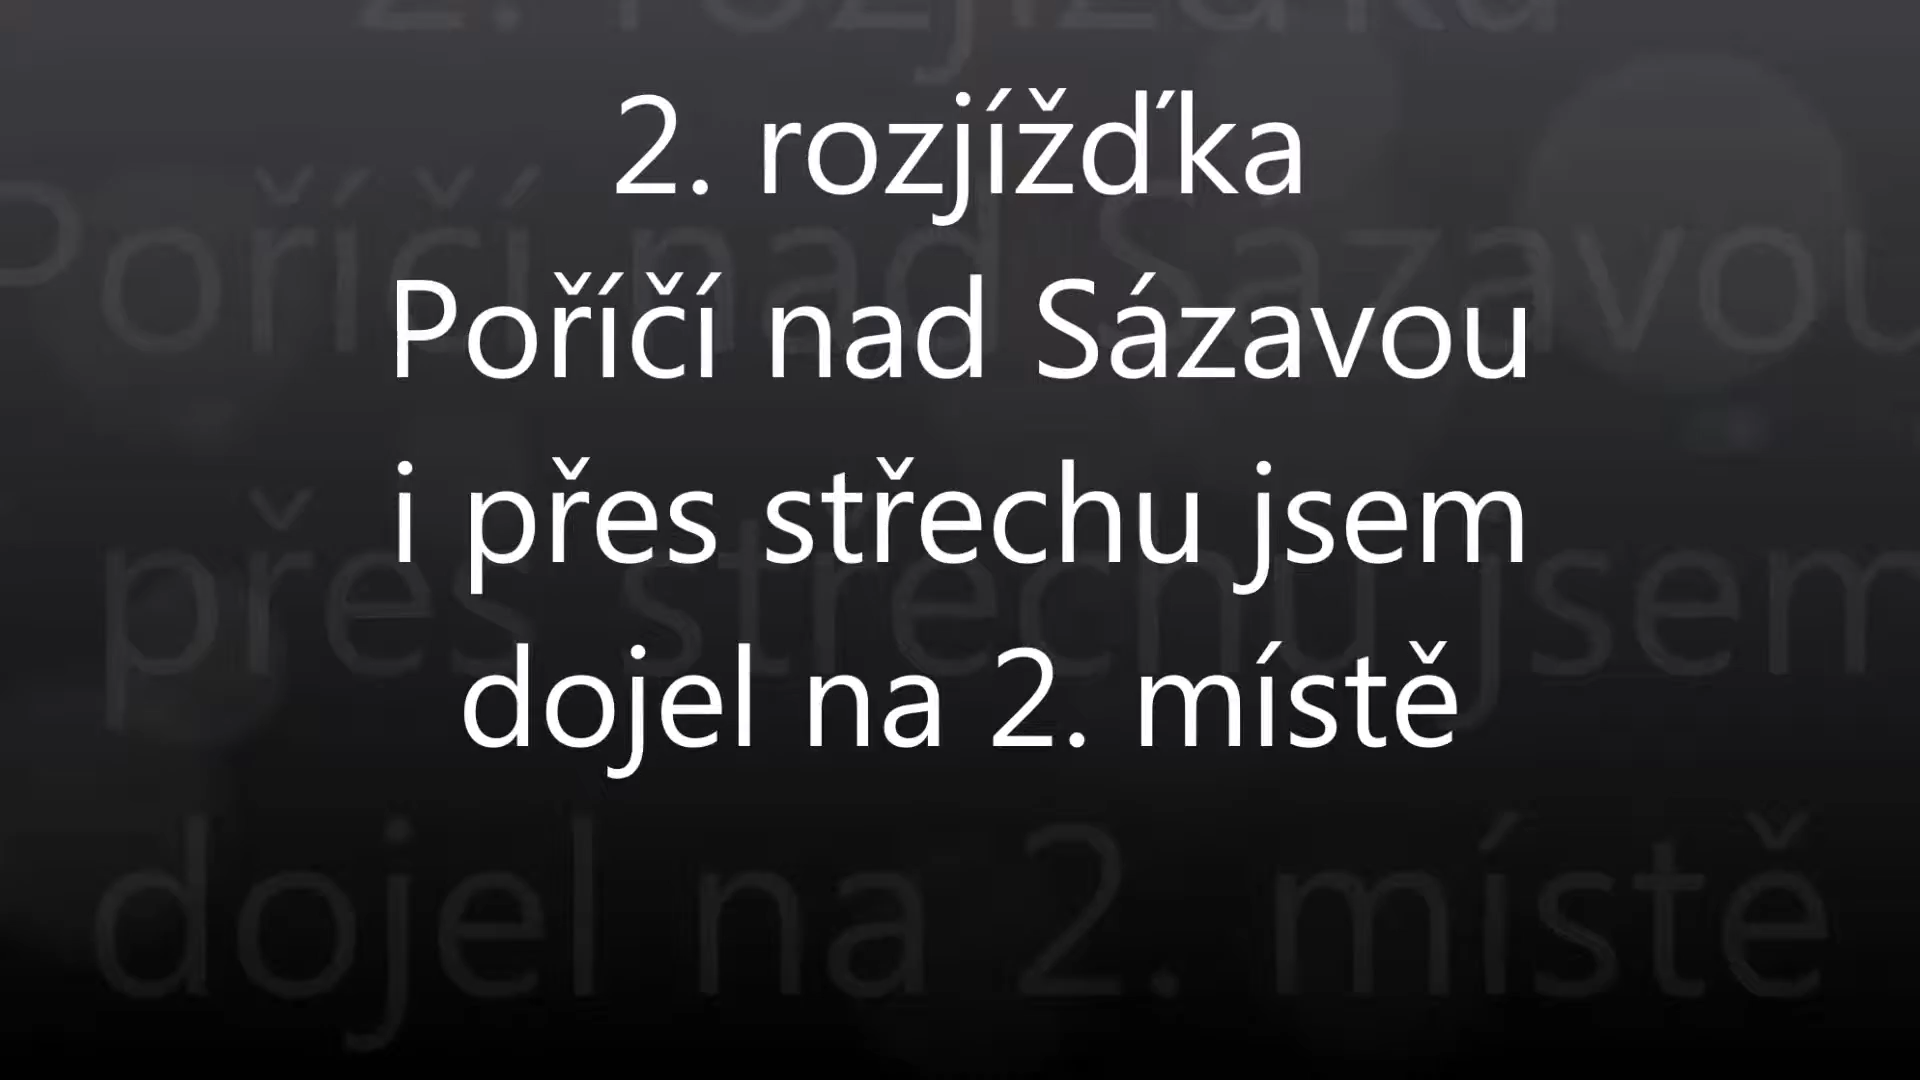 2. rozjížďka
Poříčí nad Sázavou
i přes střechu jsem
dojel na 2. místě